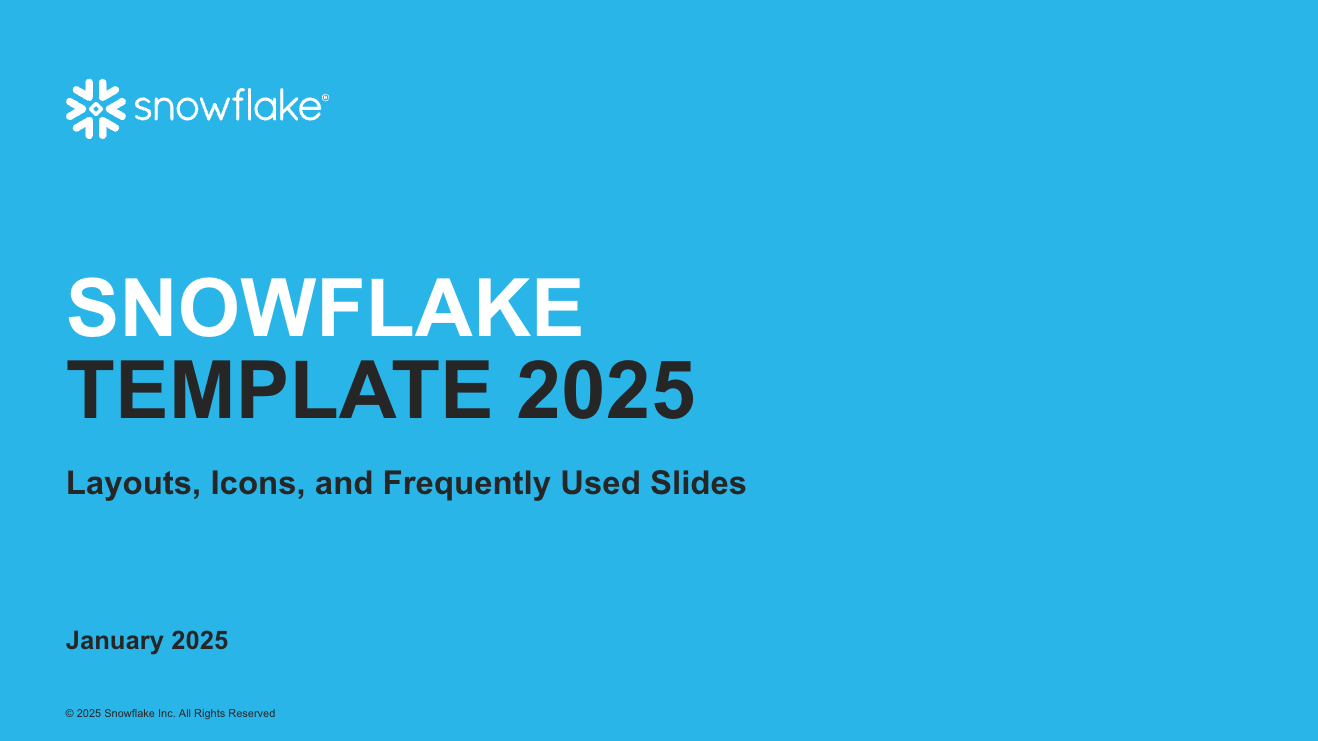 snowflake®
SNOWFLAKE
TEMPLATE 2025
Layouts, Icons, and Frequently Used Slides
January 2025
© 2025 Snowflake Inc. All Rights Reserved